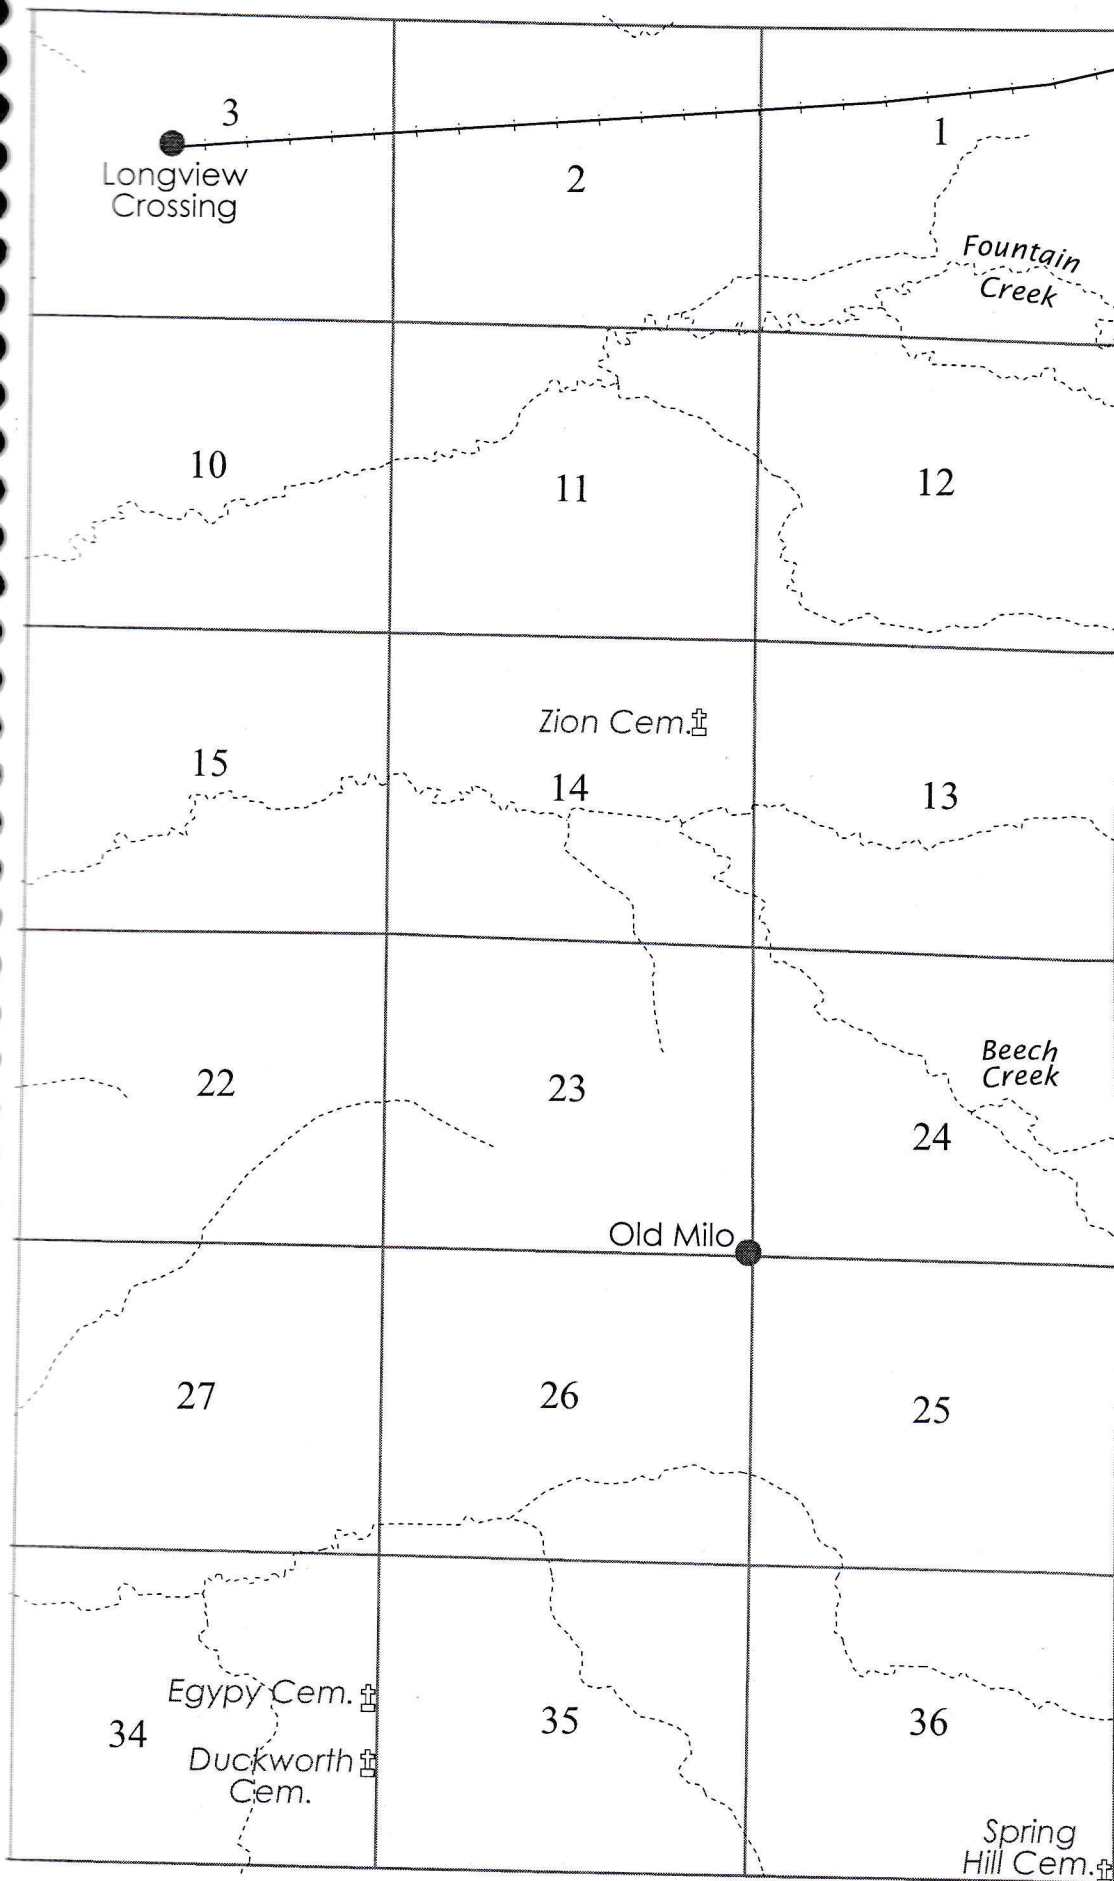 3
Longview
Crossing
2
1
Fountain
Creek
10
11
12
Zion Cem.
15
14
13
22
23
Beech
Creek
24
Old Milo
27
26
25
Egypy Cem.
34
35
36
Duckworth
Cem.
Spring
Hill Cem.